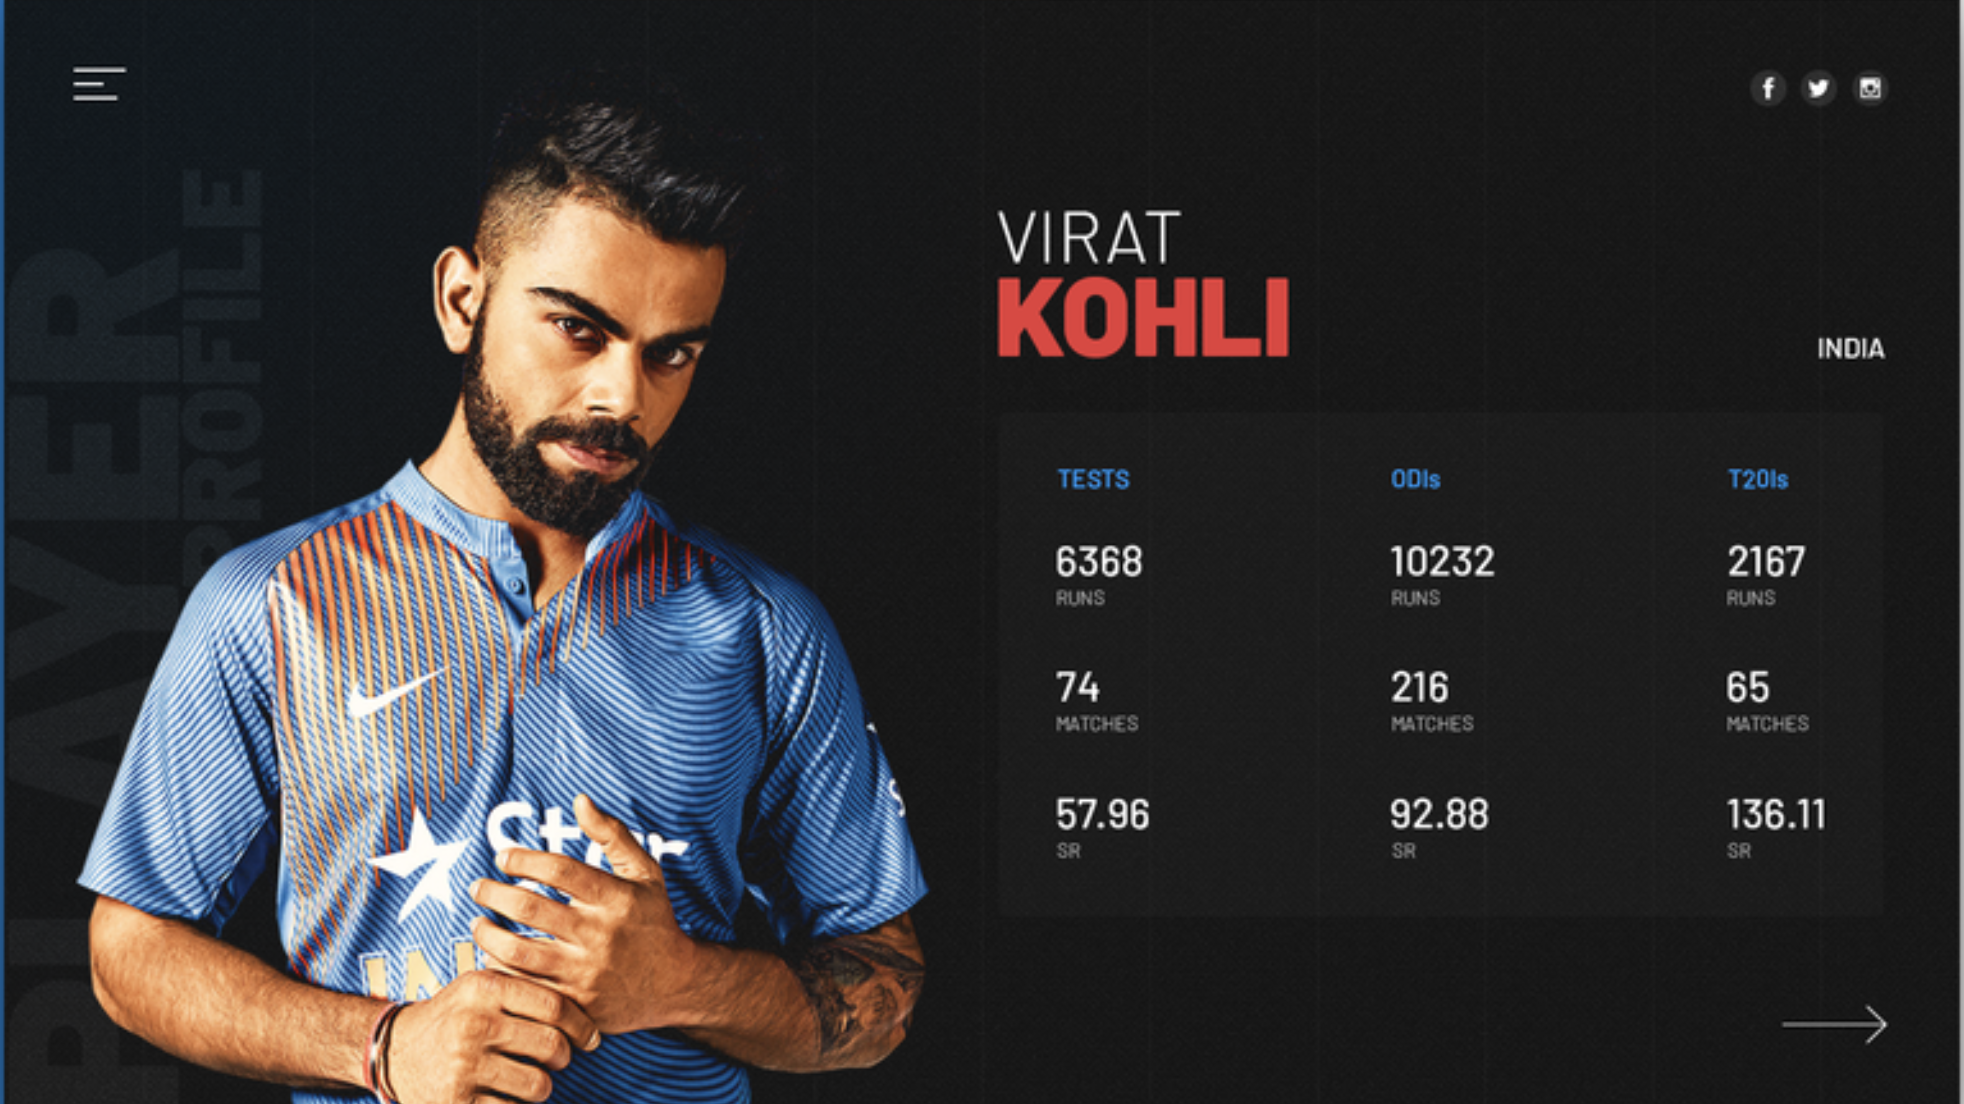 PLAYER
PROFILE
VIRAT
KOHLI
INDIA
TESTS ODIs T20Is
6368 10232 2167
RUNS RUNS RUNS
74 216 65
MATCHES MATCHES MATCHES
57.96 92.88 136.11
SR SR SR
Star